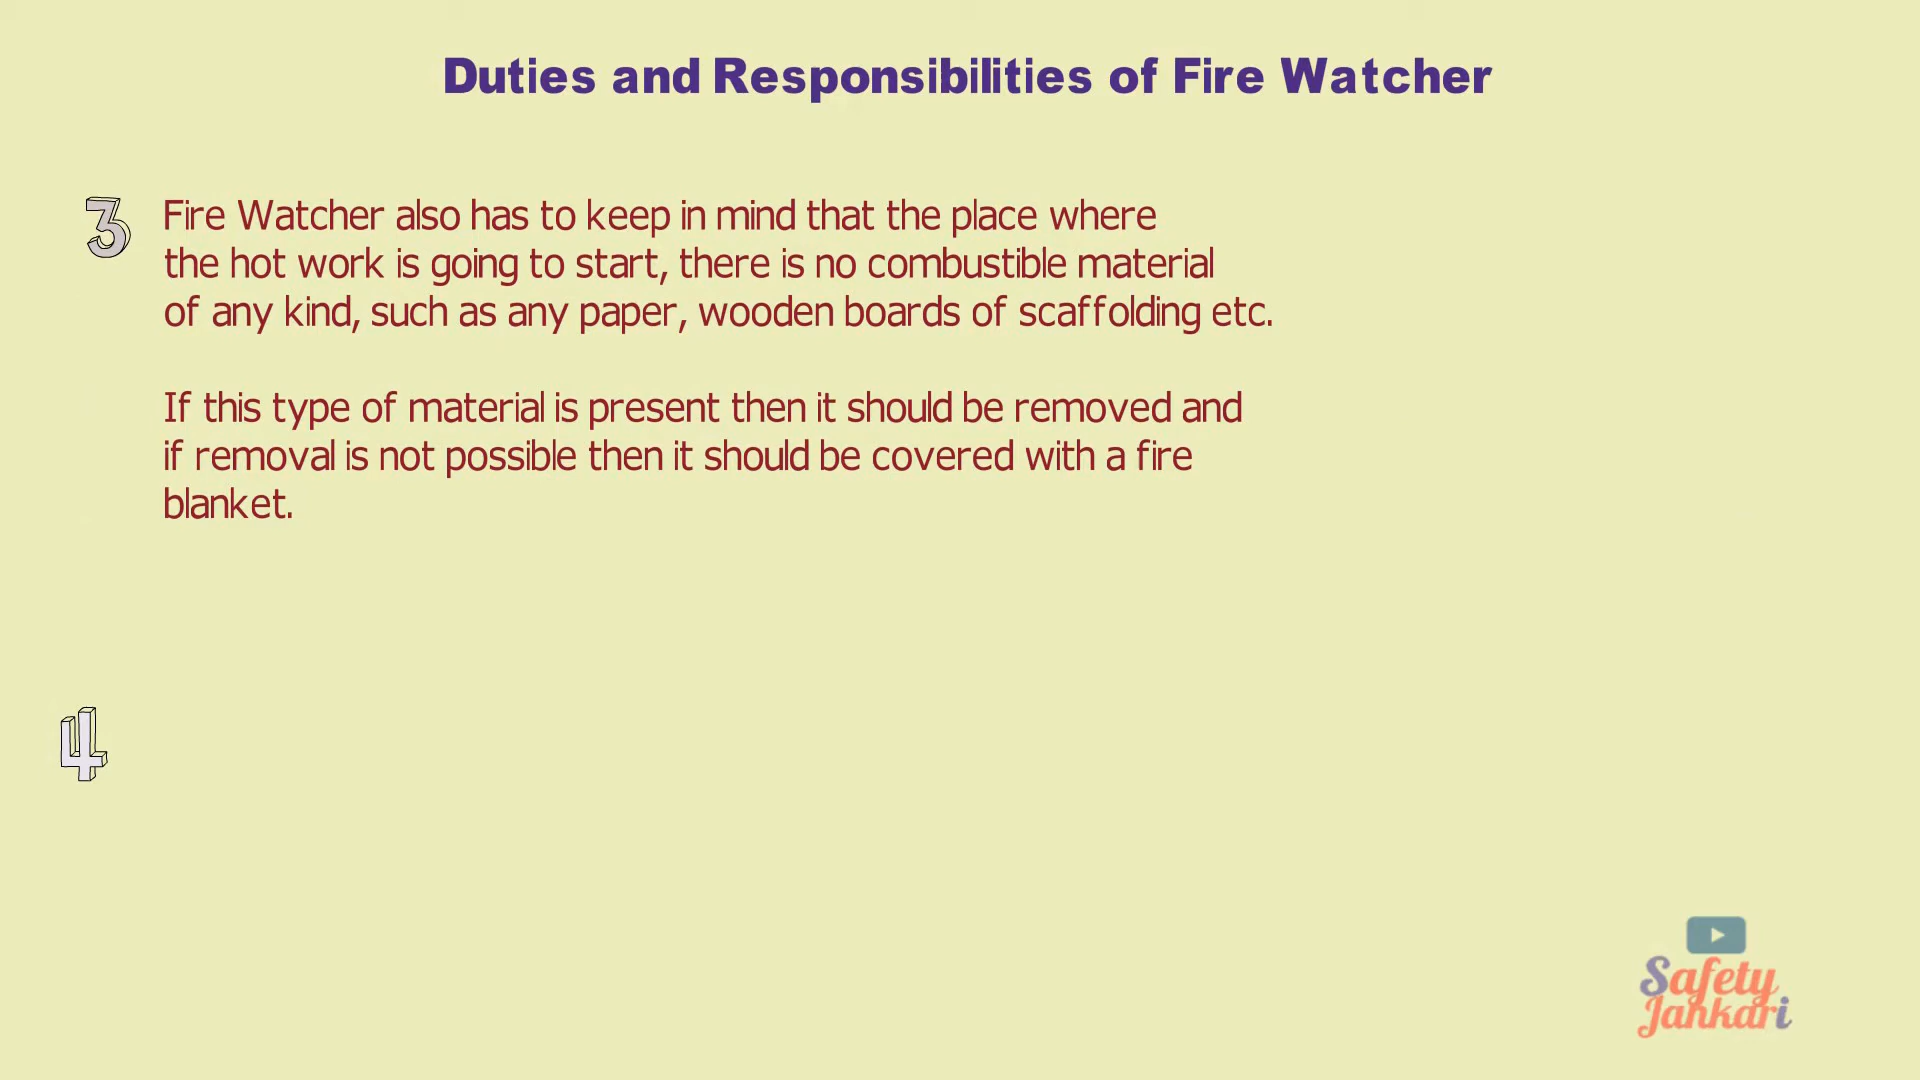 Duties and Responsibilities of Fire Watcher
3
Fire Watcher also has to keep in mind that the place where
the hot work is going to start, there is no combustible material
of any kind, such as any paper, wooden boards of scaffolding etc.
If this type of material is present then it should be removed and
if removal is not possible then it should be covered with a fire
blanket.
4
Safety
Jankari